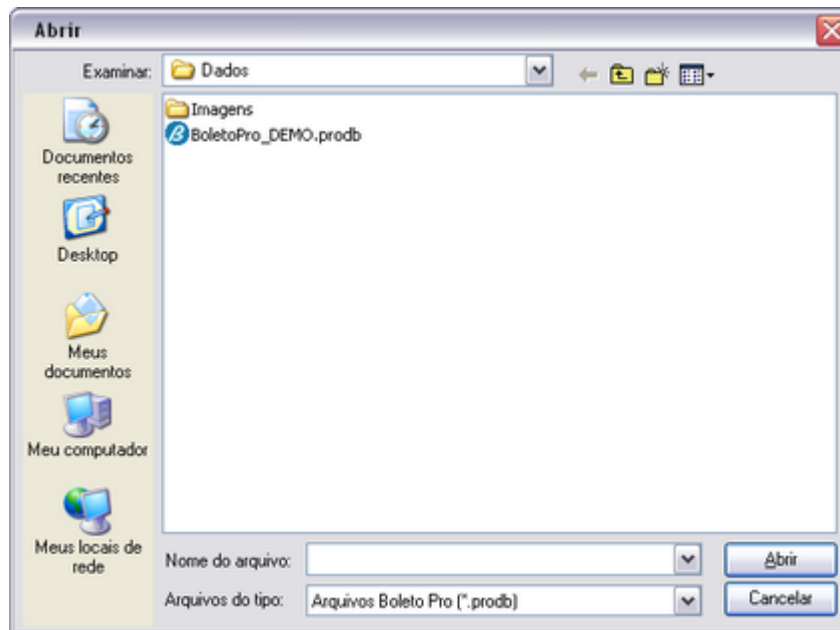 Abrir
Examinar: Dados
Imagens
BoletoPro_DEMO.prodb
Documentos
recentes
Desktop
Meus
documentos
Meu computador
Meus locais de
rede
Nome do arquivo: Abrir
Arquivos do tipo: Arquivos Boleto Pro (*.prodb) Cancelar